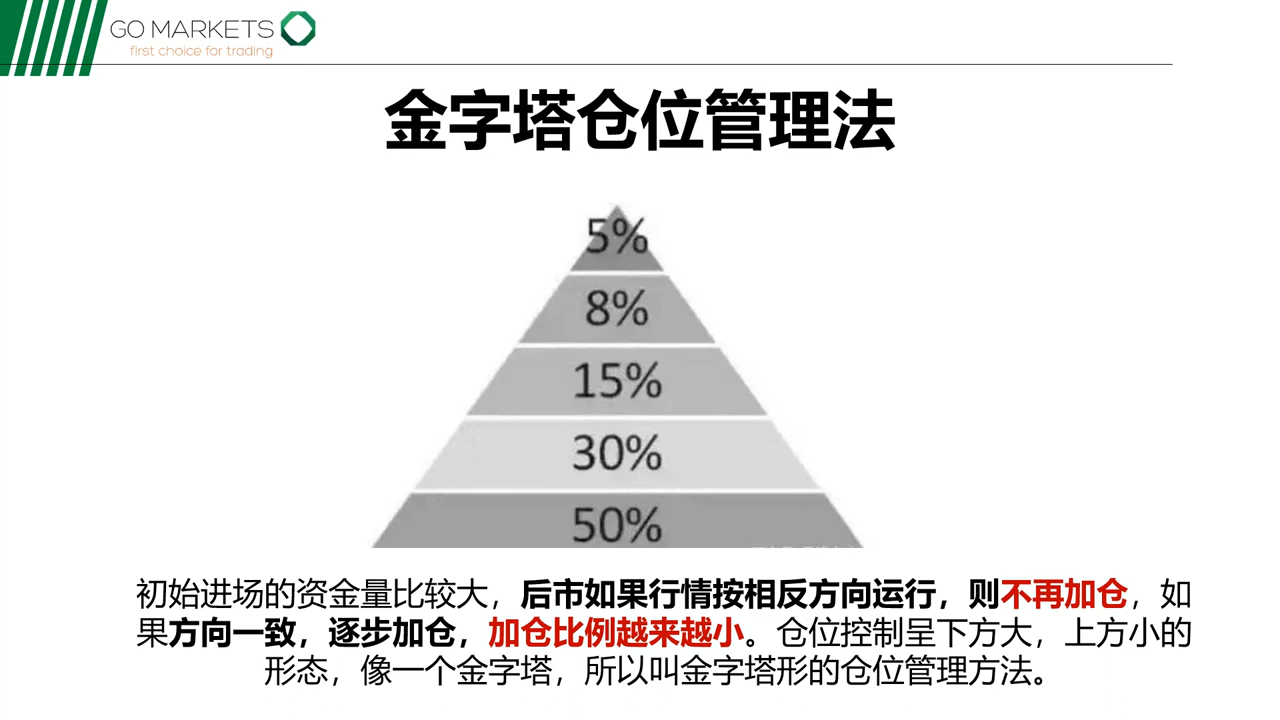 GO MARKETS
first choice for trading
金字塔仓位管理法
5%
8%
15%
30%
50%
初始进场的资金量比较大，后市如果行情按相反方向运行，则不再加仓，如
果方向一致，逐步加仓，加仓比例越来越小。仓位控制呈下方大，上方小的
形态，像一个金字塔，所以叫金字塔形的仓位管理方法。